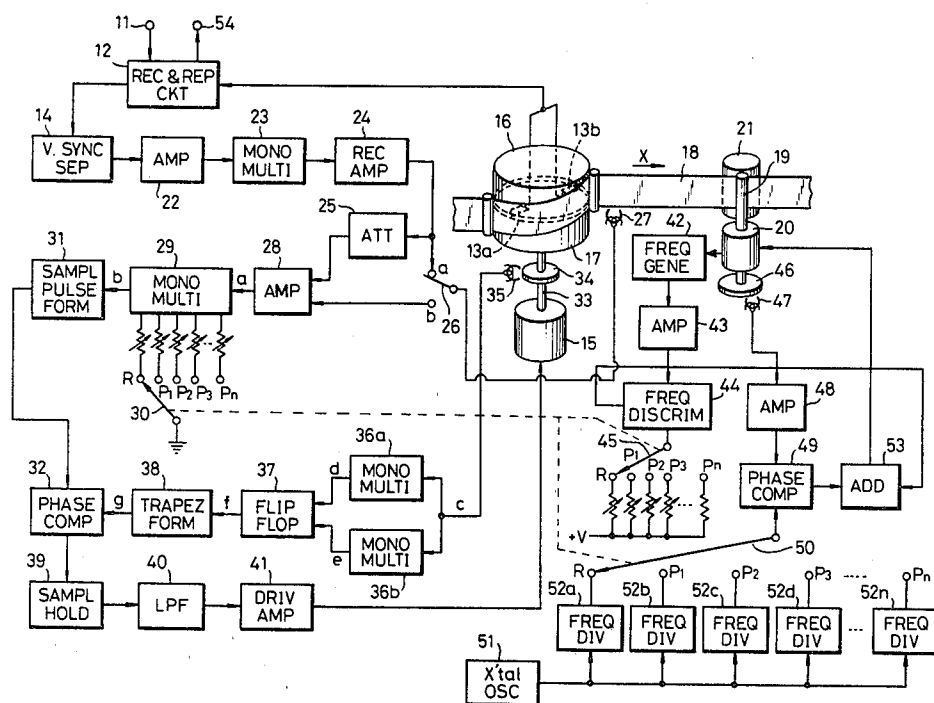 11
54
12
REC & REP
CKT
14
V. SYNC
SEP
AMP
22
23
MONO
MULTI
24
REC
AMP
16
13b
X
18
21
19
20
13a
17
27
42
FREQ
GENE
46
47
25
ATT
a
b
26
31
SAMPL
PULSE
FORM
b
29
MONO
MULTI
a
28
AMP
35
34
33
15
AMP
43
R
P1
P2
P3
Pn
30
FREQ
DISCRIM
44
AMP
48
45
P1
P2
P3
Pn
R
+V
49
PHASE
COMP
53
ADD
32
PHASE
COMP
g
38
TRAPEZ
FORM
f
37
FLIP
FLOP
d
e
36a
MONO
MULTI
c
MONO
MULTI
36b
50
39
SAMPL
HOLD
40
LPF
41
DRIV
AMP
R
P1
P2
P3
Pn
52a
FREQ
DIV
52b
FREQ
DIV
52c
FREQ
DIV
52d
FREQ
DIV
52n
FREQ
DIV
51
X'tal
OSC